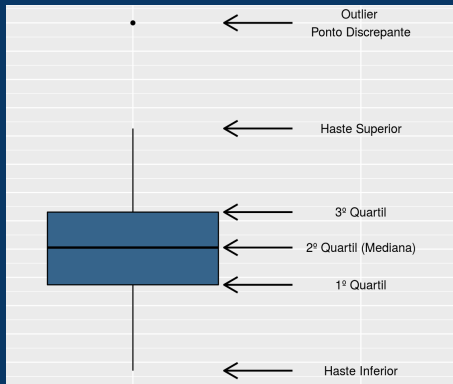 Outlier
Ponto Discrepante
Haste Superior
3º Quartil
2º Quartil (Mediana)
1º Quartil
Haste Inferior